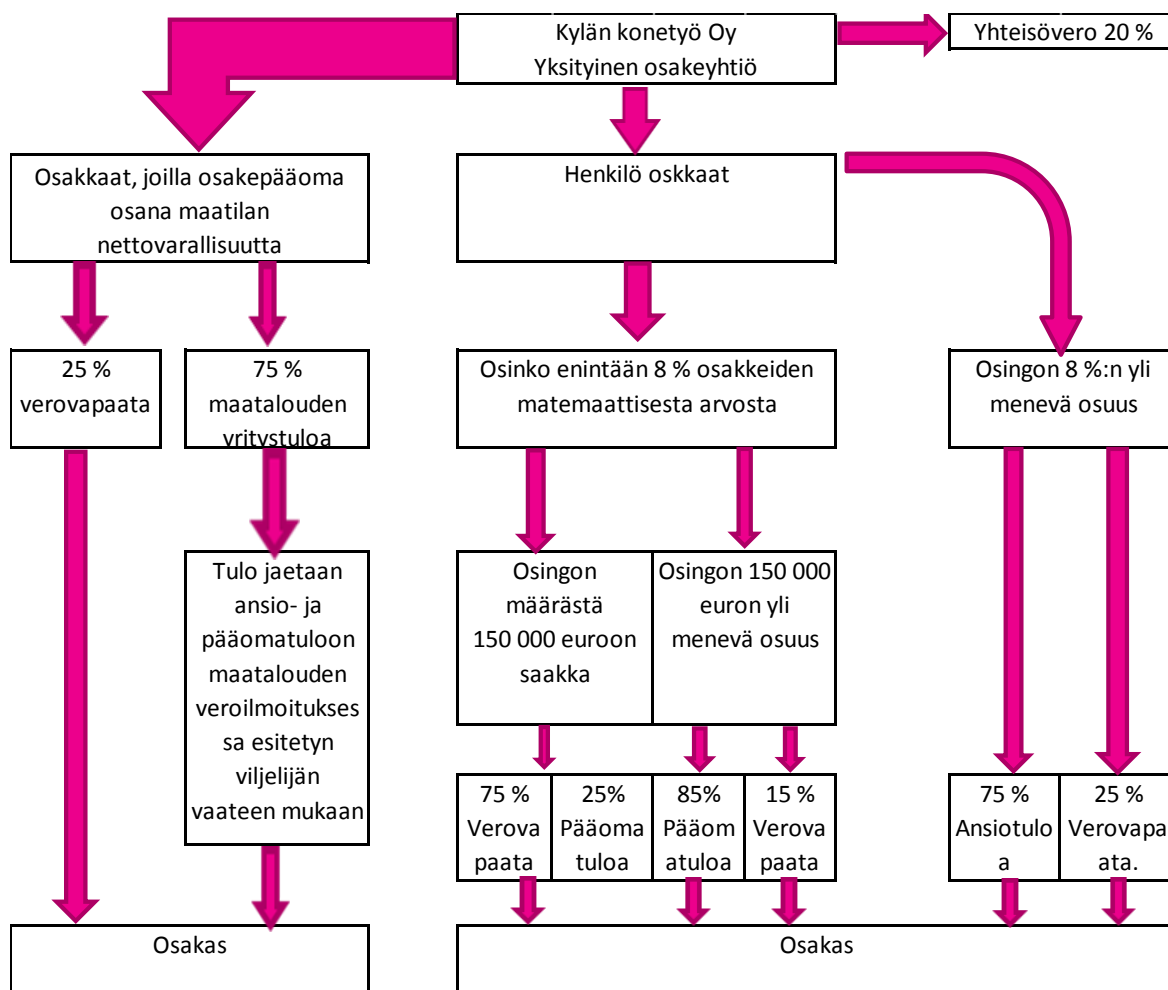 Kylän konetyö Oy
Yksityinen osakeyhtiö
Yhteisövero 20 %
Osakkaat, joilla osakepääoma
osana maatilan
nettovarallisuutta
Henkilö oskkaat
25 %
verovapaata
75 %
maatalouden
yritystuloa
Osinko enintään 8 % osakkeiden
matemaattisesta arvosta
Osingon 8 %:n yli
menevä osuus
Tulo jaetaan
ansio- ja
pääomatuloon
maatalouden
veroilmoitukses
sa esitetyn
viljelijän
vaateen mukaan
Osingon
määrästä
150 000 euroon
saakka
Osingon 150 000
euron yli
menevä osuus
75 %
Verova
paata
25%
Pääoma
tuloa
85%
Pääom
atuloa
15 %
Verova
paata
75 %
Ansiotulo
a
25 %
Verovapa
ata.
Osakas
Osakas